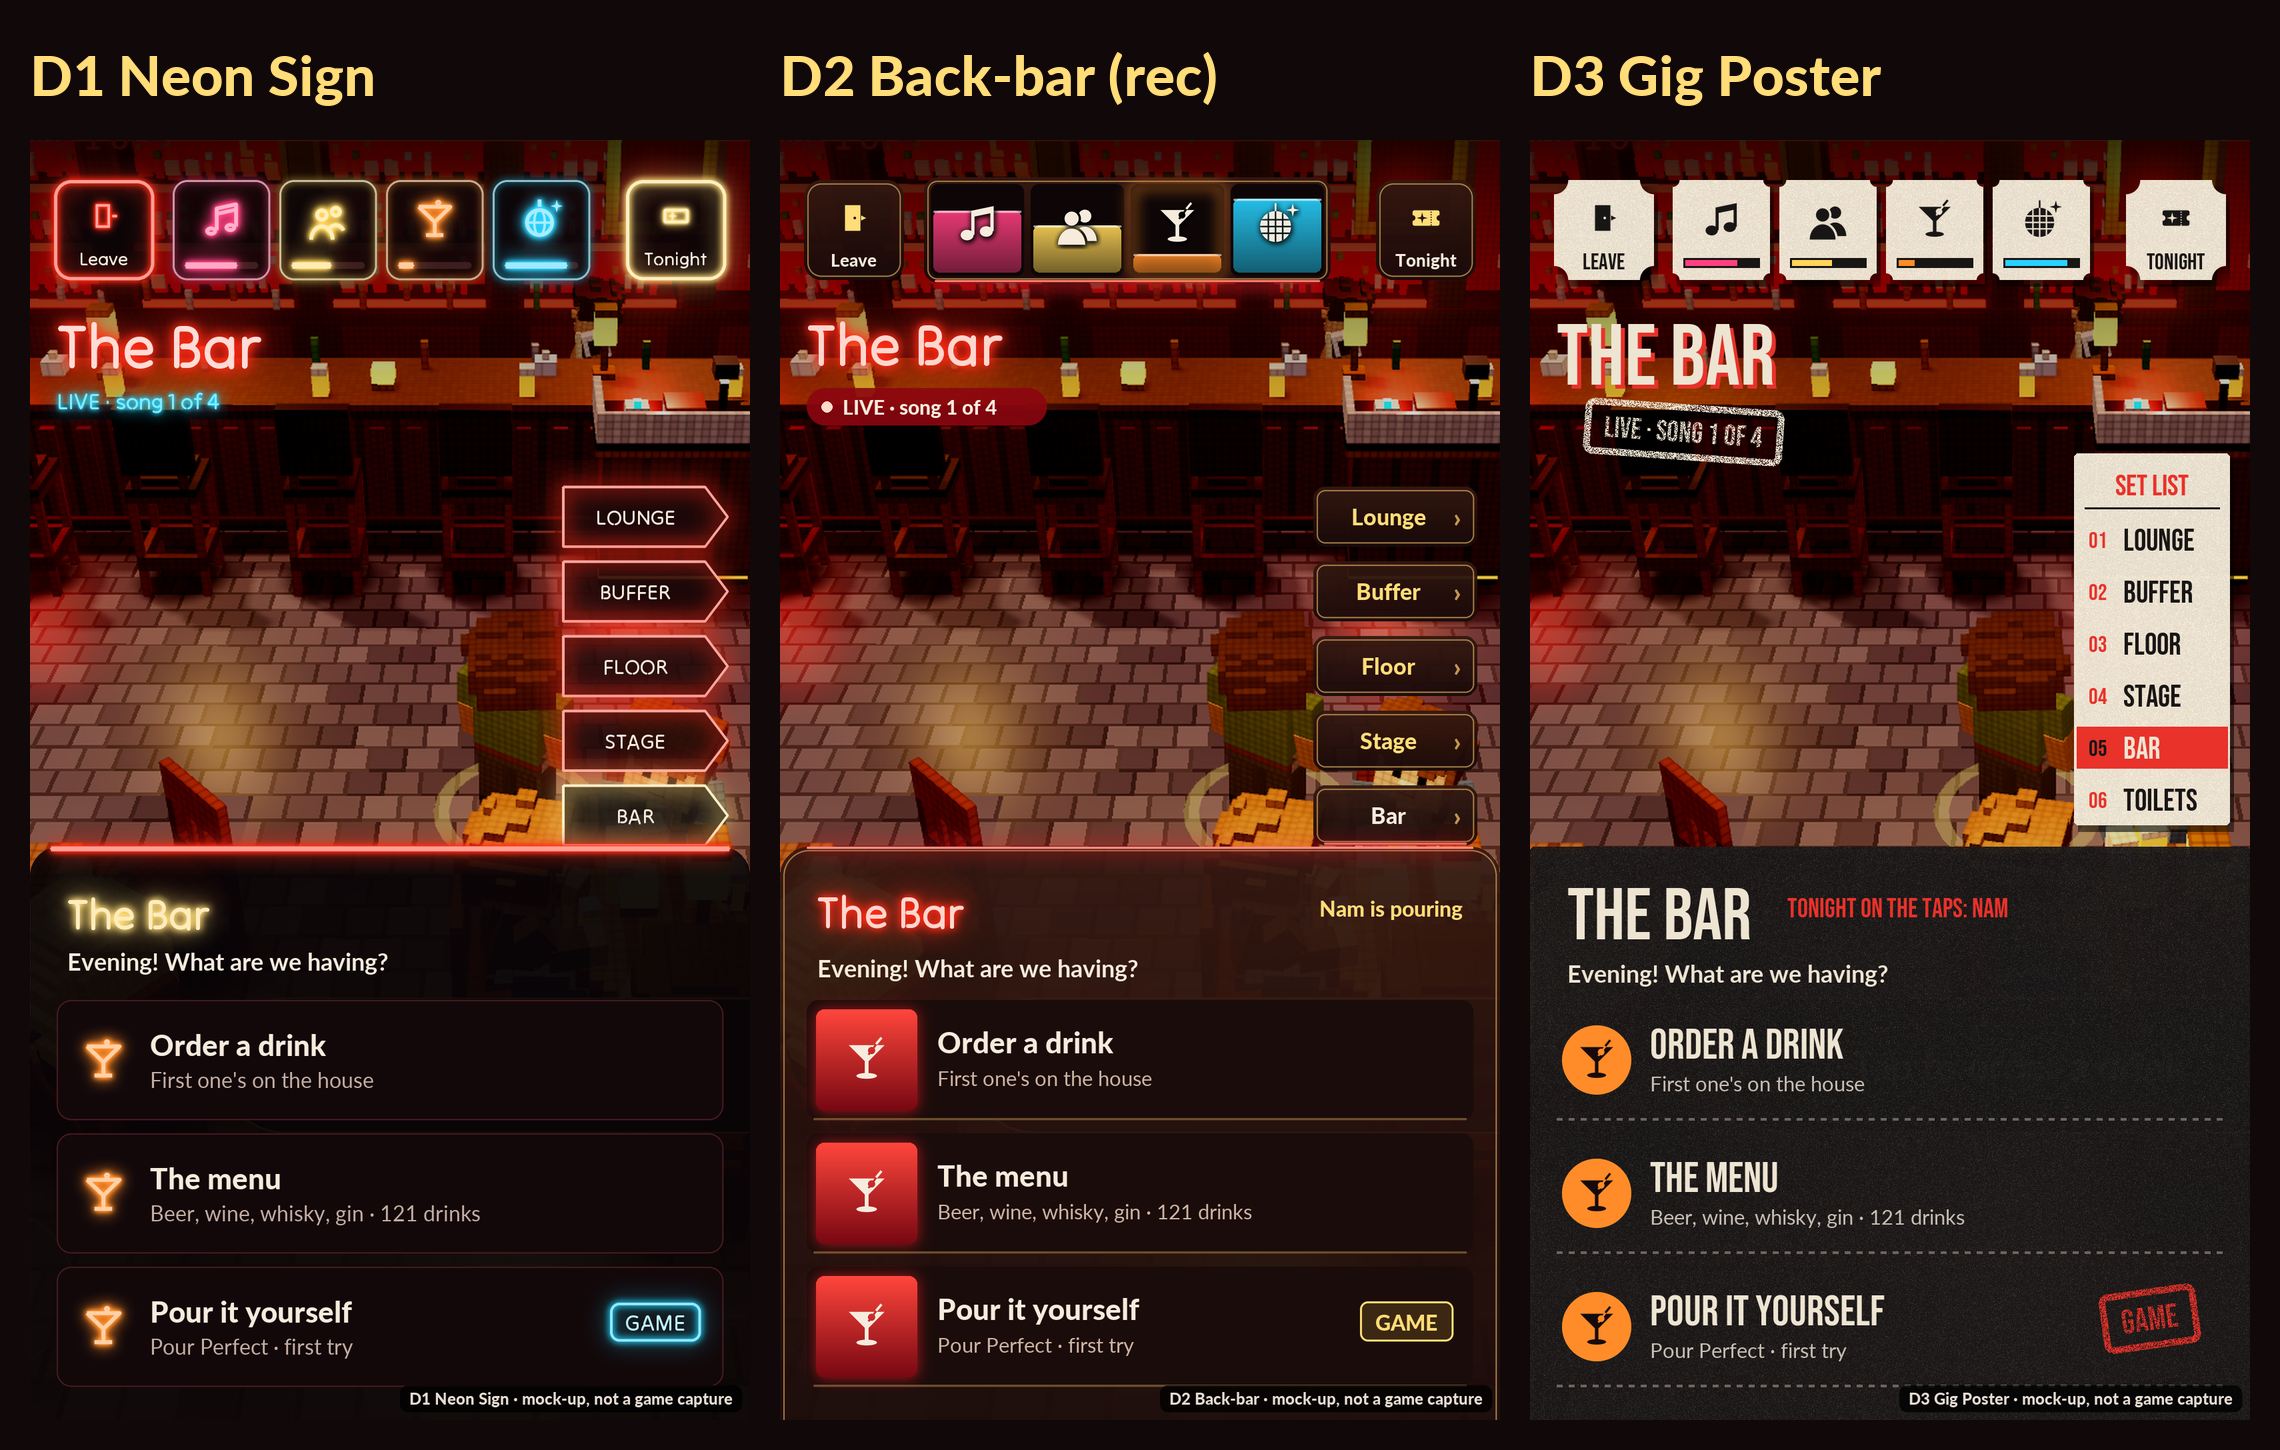 D1 Neon Sign
Leave
Tonight
The Bar
LIVE · song 1 of 4
LOUNGE
BUFFER
FLOOR
STAGE
BAR
The Bar
Evening! What are we having?
Order a drink
First one's on the house
The menu
Beer, wine, whisky, gin · 121 drinks
Pour it yourself
Pour Perfect · first try
GAME
D1 Neon Sign · mock-up, not a game capture
D2 Back-bar (rec)
Leave
Tonight
The Bar
LIVE · song 1 of 4
Lounge ›
Buffer ›
Floor ›
Stage ›
Bar ›
The Bar
Nam is pouring
Evening! What are we having?
Order a drink
First one's on the house
The menu
Beer, wine, whisky, gin · 121 drinks
Pour it yourself
Pour Perfect · first try
GAME
D2 Back-bar · mock-up, not a game capture
D3 Gig Poster
LEAVE
TONIGHT
THE BAR
LIVE · SONG 1 OF 4
SET LIST
01 LOUNGE
02 BUFFER
03 FLOOR
04 STAGE
05 BAR
06 TOILETS
THE BAR
TONIGHT ON THE TAPS: NAM
Evening! What are we having?
ORDER A DRINK
First one's on the house
THE MENU
Beer, wine, whisky, gin · 121 drinks
POUR IT YOURSELF
Pour Perfect · first try
GAME
D3 Gig Poster · mock-up, not a game capture